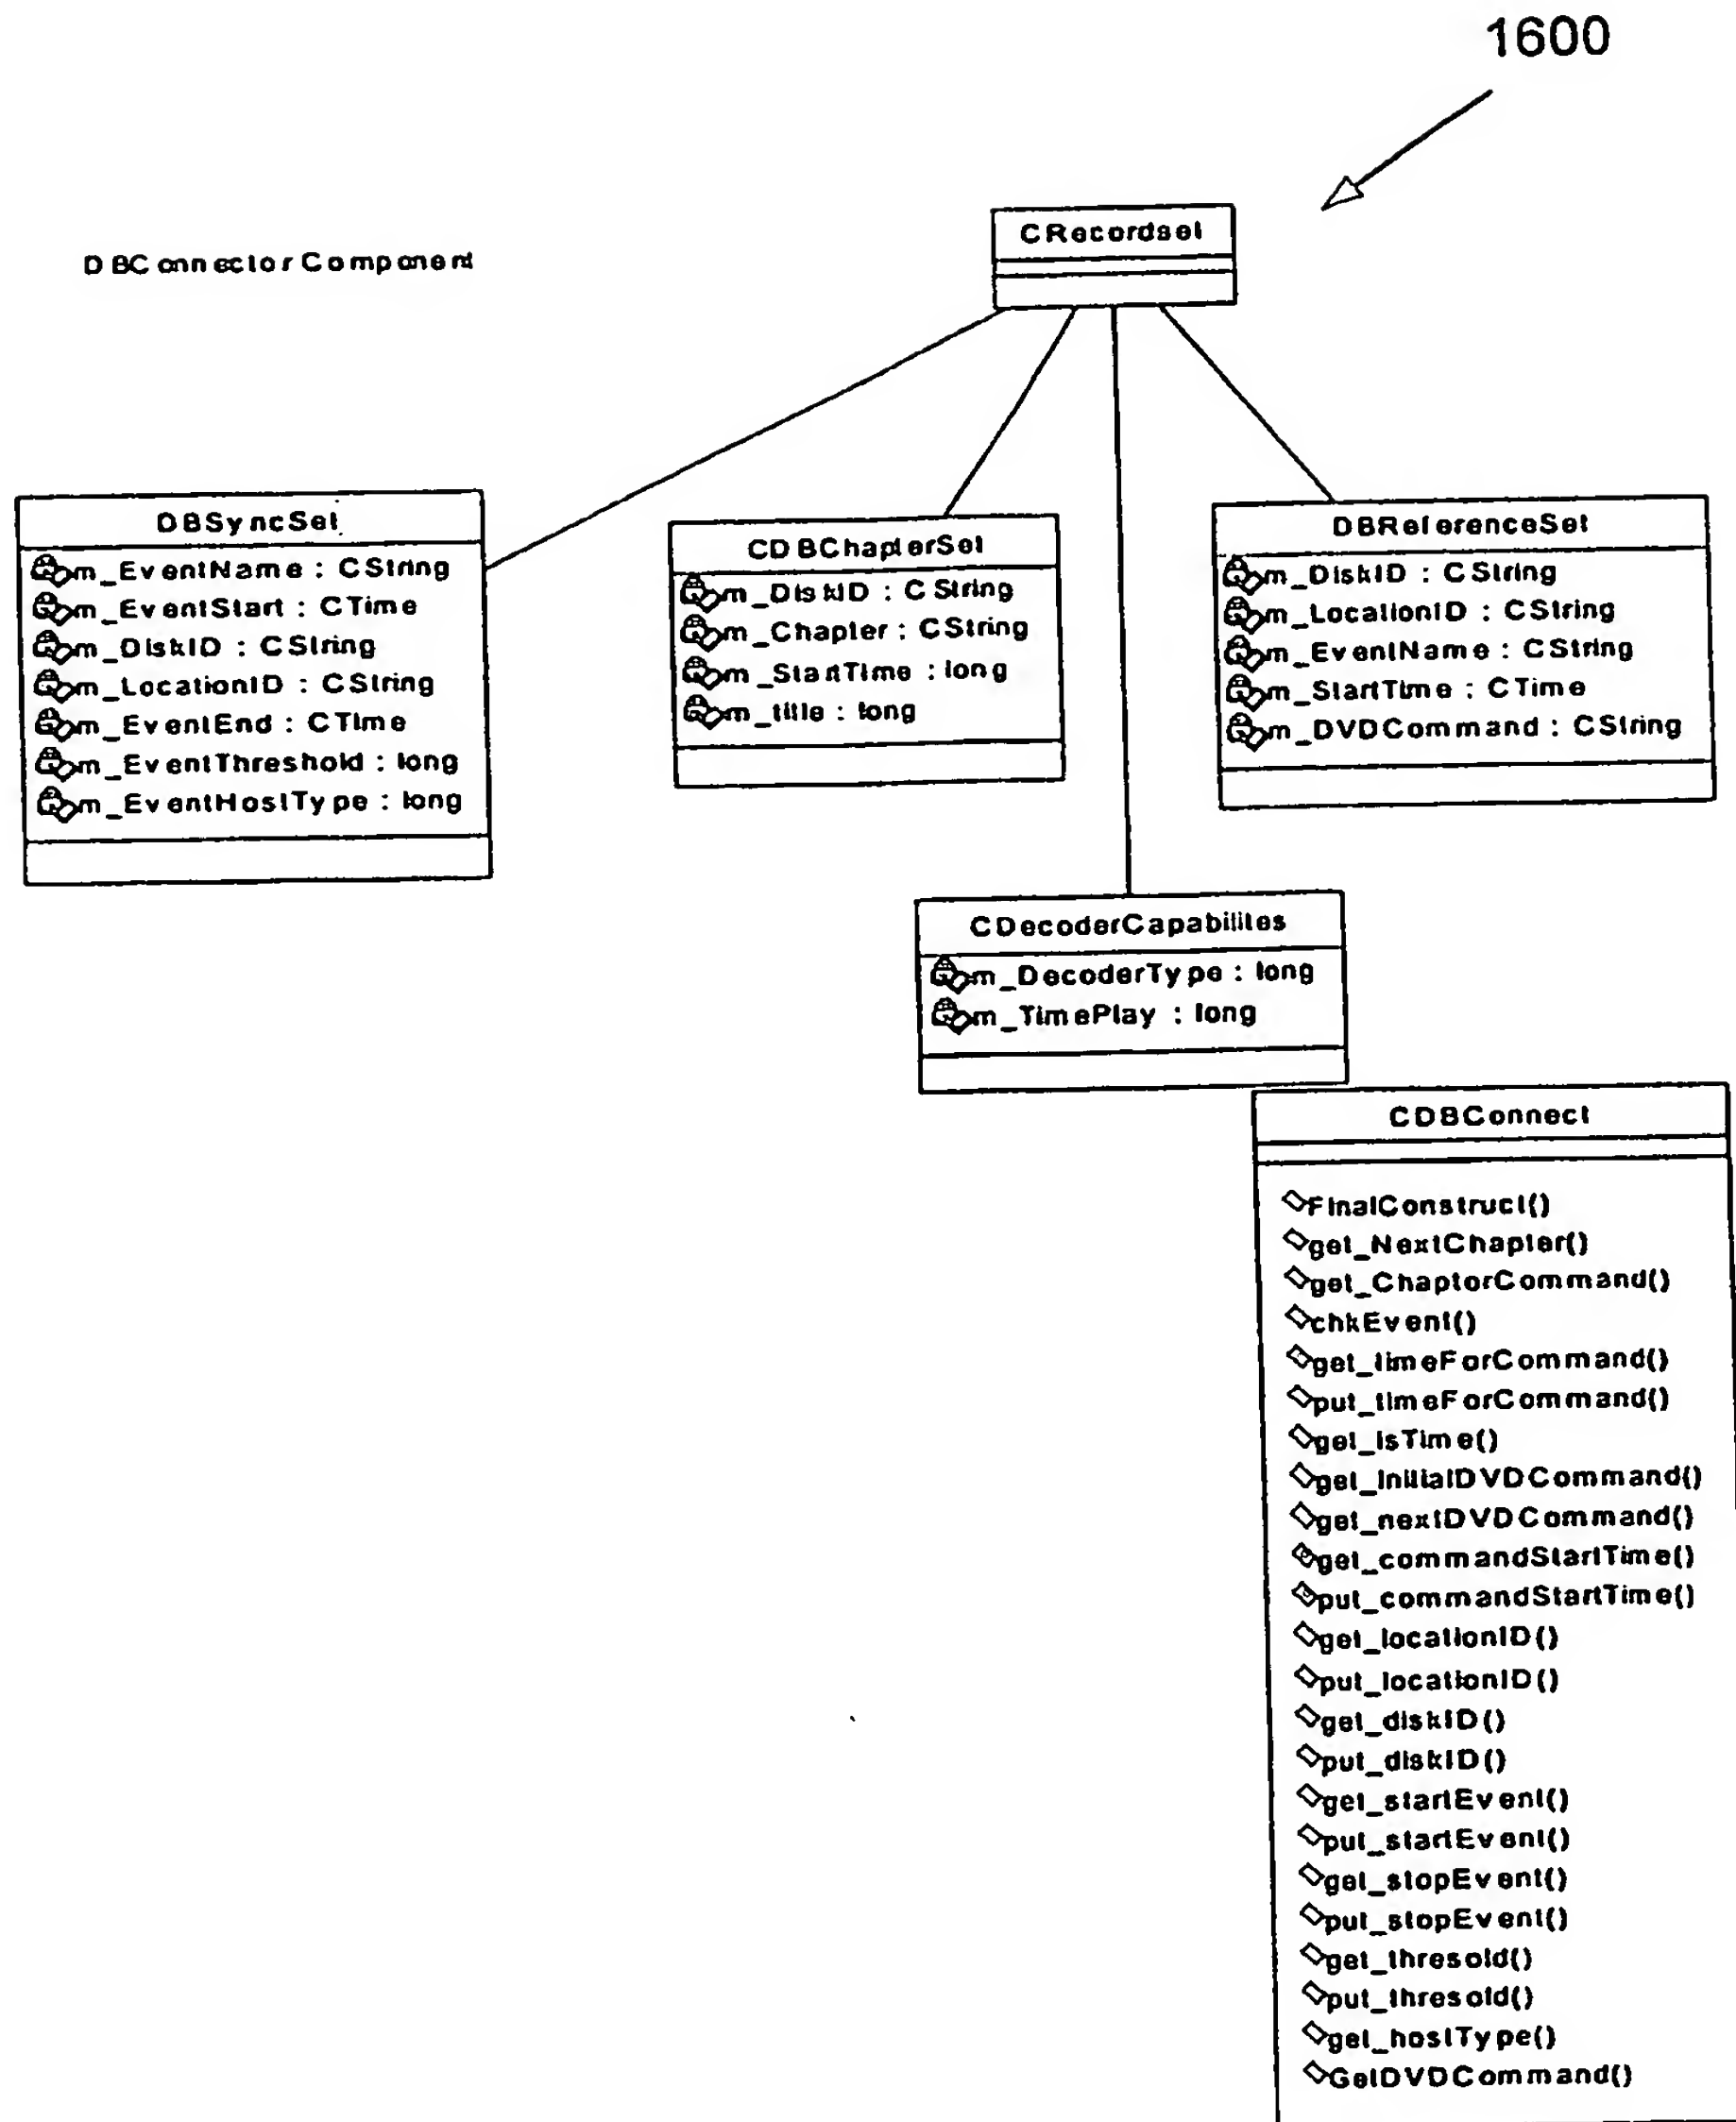 1600
DBConnectorComponent
CRecordset
DBSyncSet
m_EventName : CString
m_EventStart : CTime
m_DiskID : CString
m_LocationID : CString
m_EventEnd : CTime
m_EventThreshold : long
m_EventHostType : long
CDBChapterSet
m_DiskID : CString
m_Chapter : CString
m_StartTime : long
m_title : long
DBReferenceSet
m_DiskID : CString
m_LocationID : CString
m_EventName : CString
m_StartTime : CTime
m_DVDCommand : CString
CDecoderCapabilites
m_DecoderType : long
m_TimePlay : long
CDBConnect
FinalConstruct()
get_NextChapter()
get_ChaptorCommand()
chkEvent()
get_timeForCommand()
put_timeForCommand()
get_isTime()
get_initialDVDCommand()
get_nextDVDCommand()
get_commandStartTime()
put_commandStartTime()
get_locationID()
put_locationID()
get_diskID()
put_diskID()
get_startEvent()
put_startEvent()
get_stopEvent()
put_stopEvent()
get_thresold()
put_thresold()
get_hostType()
GetDVDCommand()